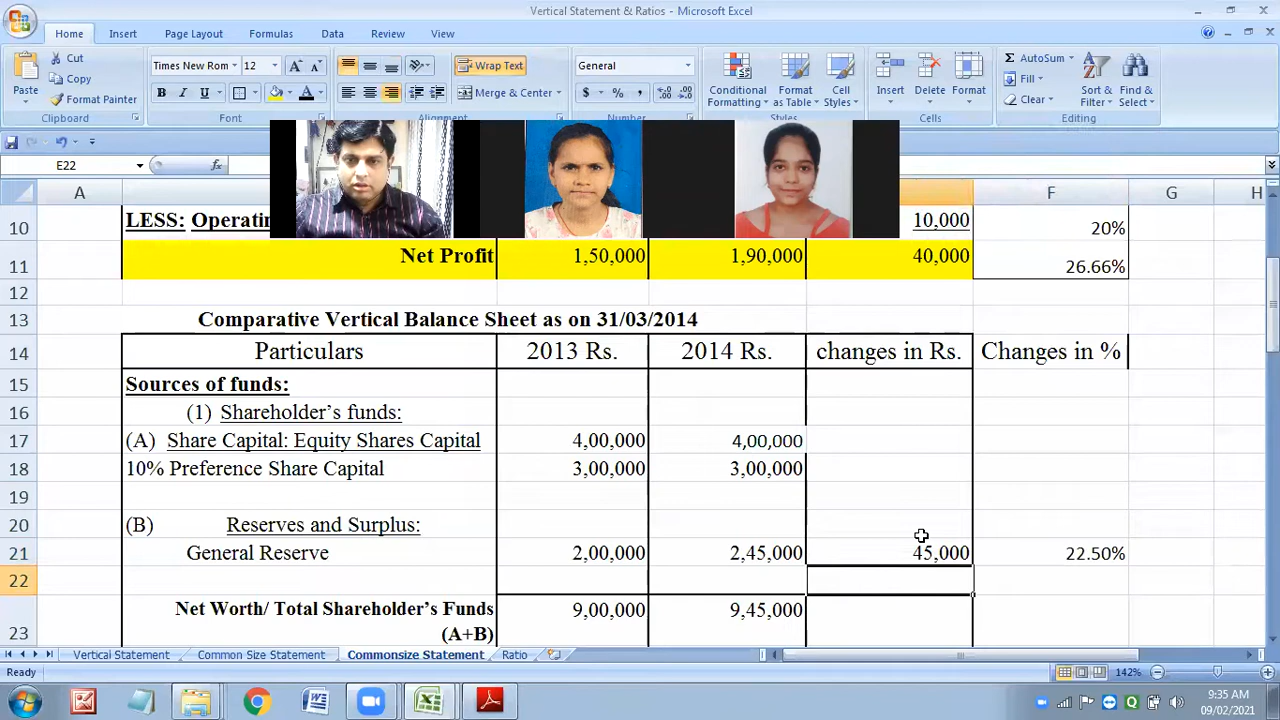 Vertical Statement & Ratios - Microsoft Excel
Home Insert Page Layout Formulas Data Review View
Paste Cut Copy Format Painter
Times New Rom 12 Wrap Text General
B I U Merge & Center $ % ,
Conditional Formatting Format as Table Cell Styles Insert Delete Format
Σ AutoSum Fill Clear Sort & Filter Find & Select
Clipboard Font Alignment Number Styles Cells Editing
E22 fx
A F G H
10 LESS: Operatin 10,000 20%
11 Net Profit 1,50,000 1,90,000 40,000 26.66%
12
13 Comparative Vertical Balance Sheet as on 31/03/2014
14 Particulars 2013 Rs. 2014 Rs. changes in Rs. Changes in %
15 Sources of funds:
16 (1) Shareholder’s funds:
17 (A) Share Capital: Equity Shares Capital 4,00,000 4,00,000
18 10% Preference Share Capital 3,00,000 3,00,000
19
20 (B) Reserves and Surplus:
21 General Reserve 2,00,000 2,45,000 45,000 22.50%
22
23 Net Worth/ Total Shareholder’s Funds 9,00,000 9,45,000
(A+B)
Vertical Statement Common Size Statement Commonsize Statement Ratio
Ready 142%
9:35 AM
09/02/2021